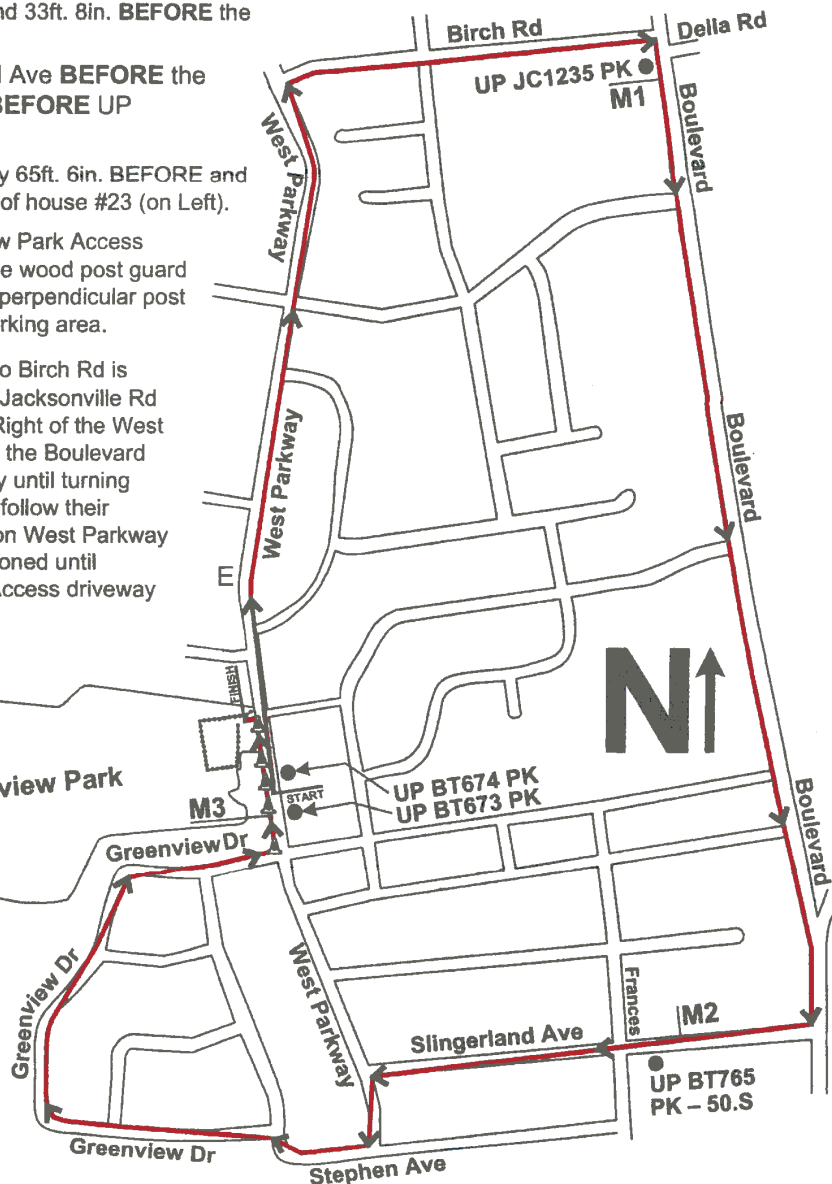 nd 33ft. 8in. BEFORE the
Ave BEFORE the
BEFORE UP
y 65ft. 6in. BEFORE and
of house #23 (on Left).
w Park Access
e wood post guard
perpendicular post
rking area.
o Birch Rd is
Jacksonville Rd
Right of the West
the Boulevard
y until turning
follow their
on West Parkway
oned until
Access driveway
Birch Rd
Della Rd
UP JC1235 PK
M1
Boulevard
West Parkway
West Parkway
Boulevard
E
N
FINISH
view Park
UP BT674 PK
START
UP BT673 PK
M3
Greenview Dr
Boulevard
Greenview Dr
West Parkway
Frances
M2
Slingerland Ave
UP BT765
PK – 50.S
Greenview Dr
Stephen Ave